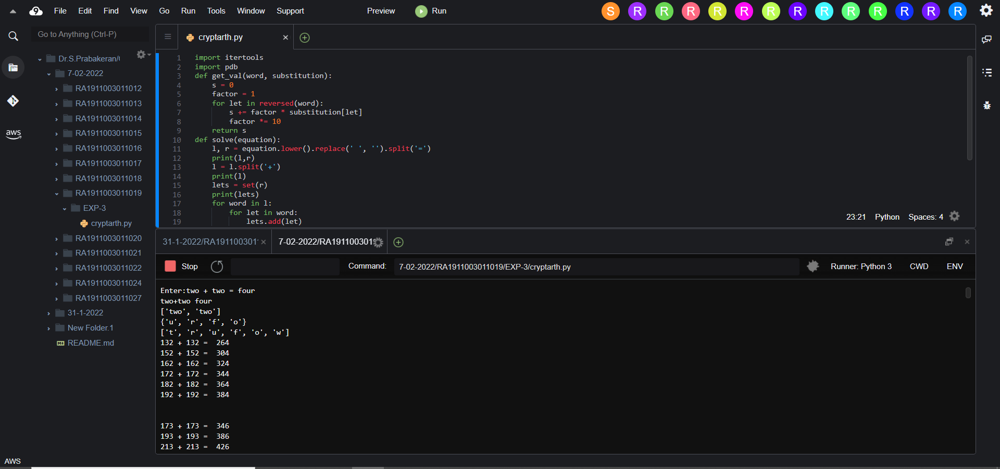 File Edit Find View Go Run Tools Window Support Preview Run S R R R R R R R R R R R R R
Go to Anything (Ctrl-P)
cryptarth.py
Dr.S.Prabakeran/
7-02-2022
RA1911003011012
RA1911003011013
RA1911003011014
RA1911003011015
RA1911003011016
RA1911003011017
RA1911003011018
RA1911003011019
EXP-3
cryptarth.py
RA1911003011020
RA1911003011021
RA1911003011022
RA1911003011024
RA1911003011027
31-1-2022
New Folder.1
README.md
aws
AWS
1 import itertools
2 import pdb
3 def get_val(word, substitution):
4 s = 0
5 factor = 1
6 for let in reversed(word):
7 s += factor * substitution[let]
8 factor *= 10
9 return s
10 def solve(equation):
11 l, r = equation.lower().replace(' ', '').split('=')
12 print(l,r)
13 l = l.split('+')
14 print(l)
15 lets = set(r)
16 print(lets)
17 for word in l:
18 for let in word:
19 lets.add(let)
23:21 Python Spaces: 4
31-1-2022/RA191100301 7-02-2022/RA191100301
Stop Command: 7-02-2022/RA1911003011019/EXP-3/cryptarth.py Runner: Python 3 CWD ENV
Enter:two + two = four
two+two four
['two', 'two']
{'u', 'r', 'f', 'o'}
['t', 'r', 'u', 'f', 'o', 'w']
132 + 132 = 264
152 + 152 = 304
162 + 162 = 324
172 + 172 = 344
182 + 182 = 364
192 + 192 = 384
173 + 173 = 346
193 + 193 = 386
213 + 213 = 426